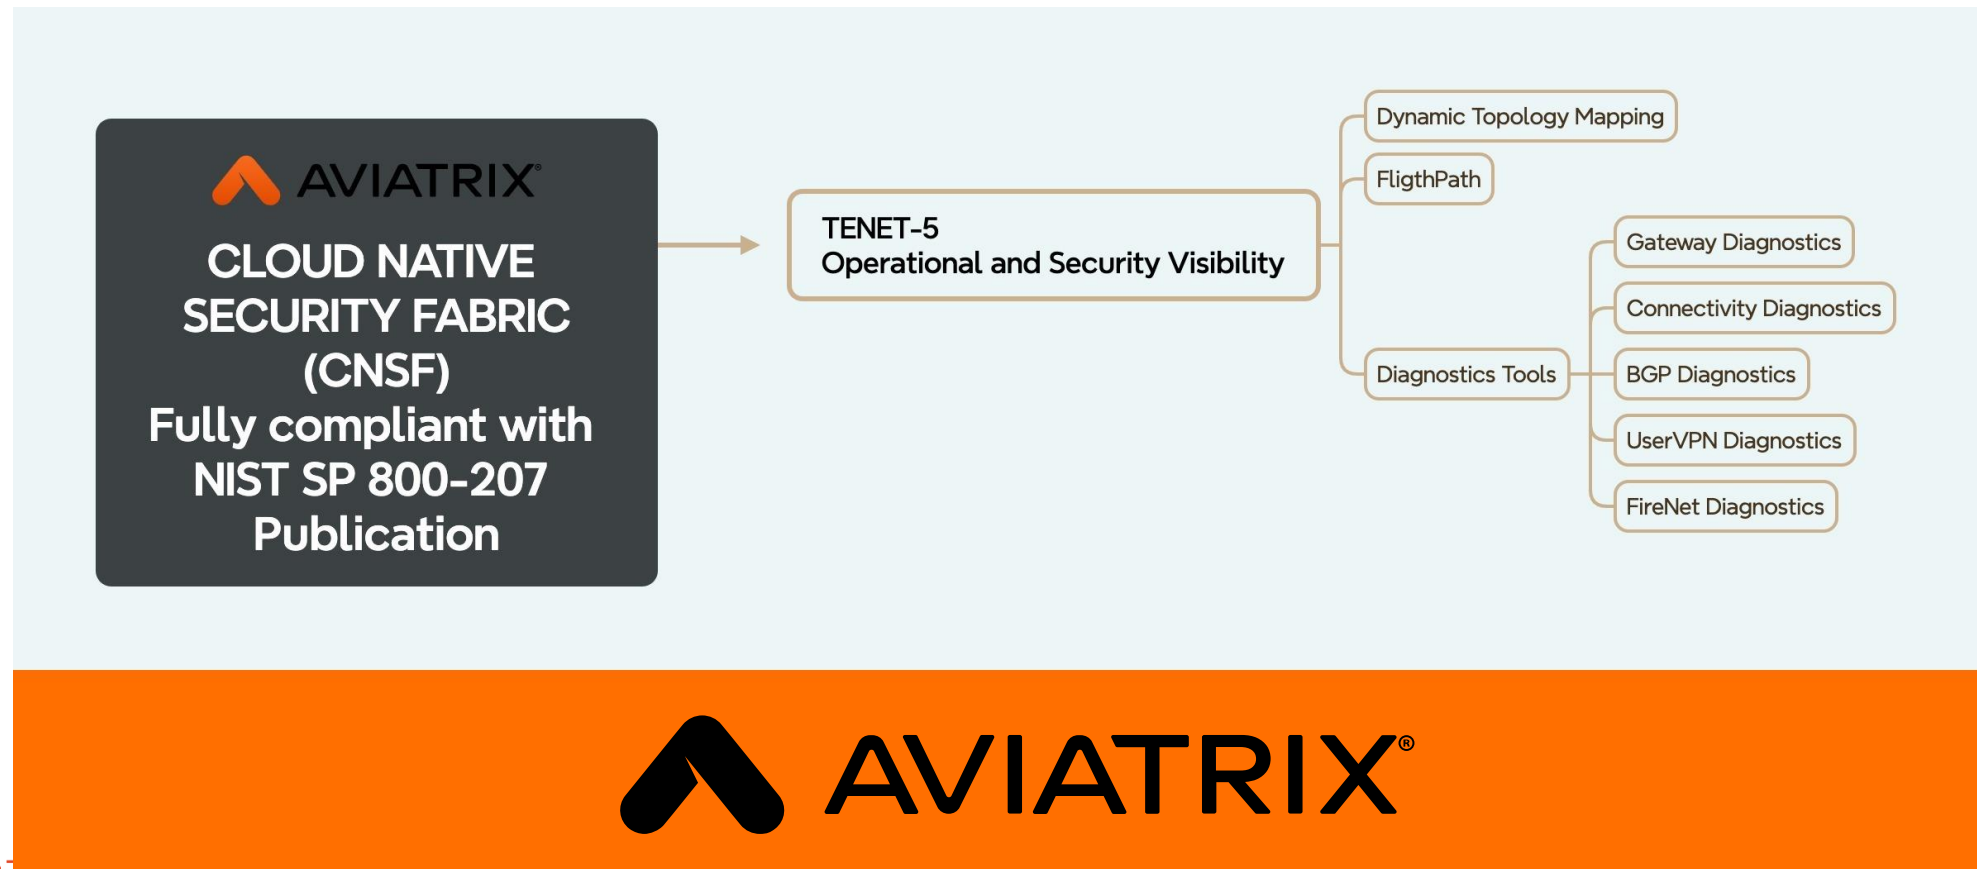 AVIATRIX®
CLOUD NATIVE
SECURITY FABRIC
(CNSF)
Fully compliant with
NIST SP 800-207
Publication
TENET-5
Operational and Security Visibility
Dynamic Topology Mapping
FligthPath
Diagnostics Tools
Gateway Diagnostics
Connectivity Diagnostics
BGP Diagnostics
UserVPN Diagnostics
FireNet Diagnostics
AVIATRIX®